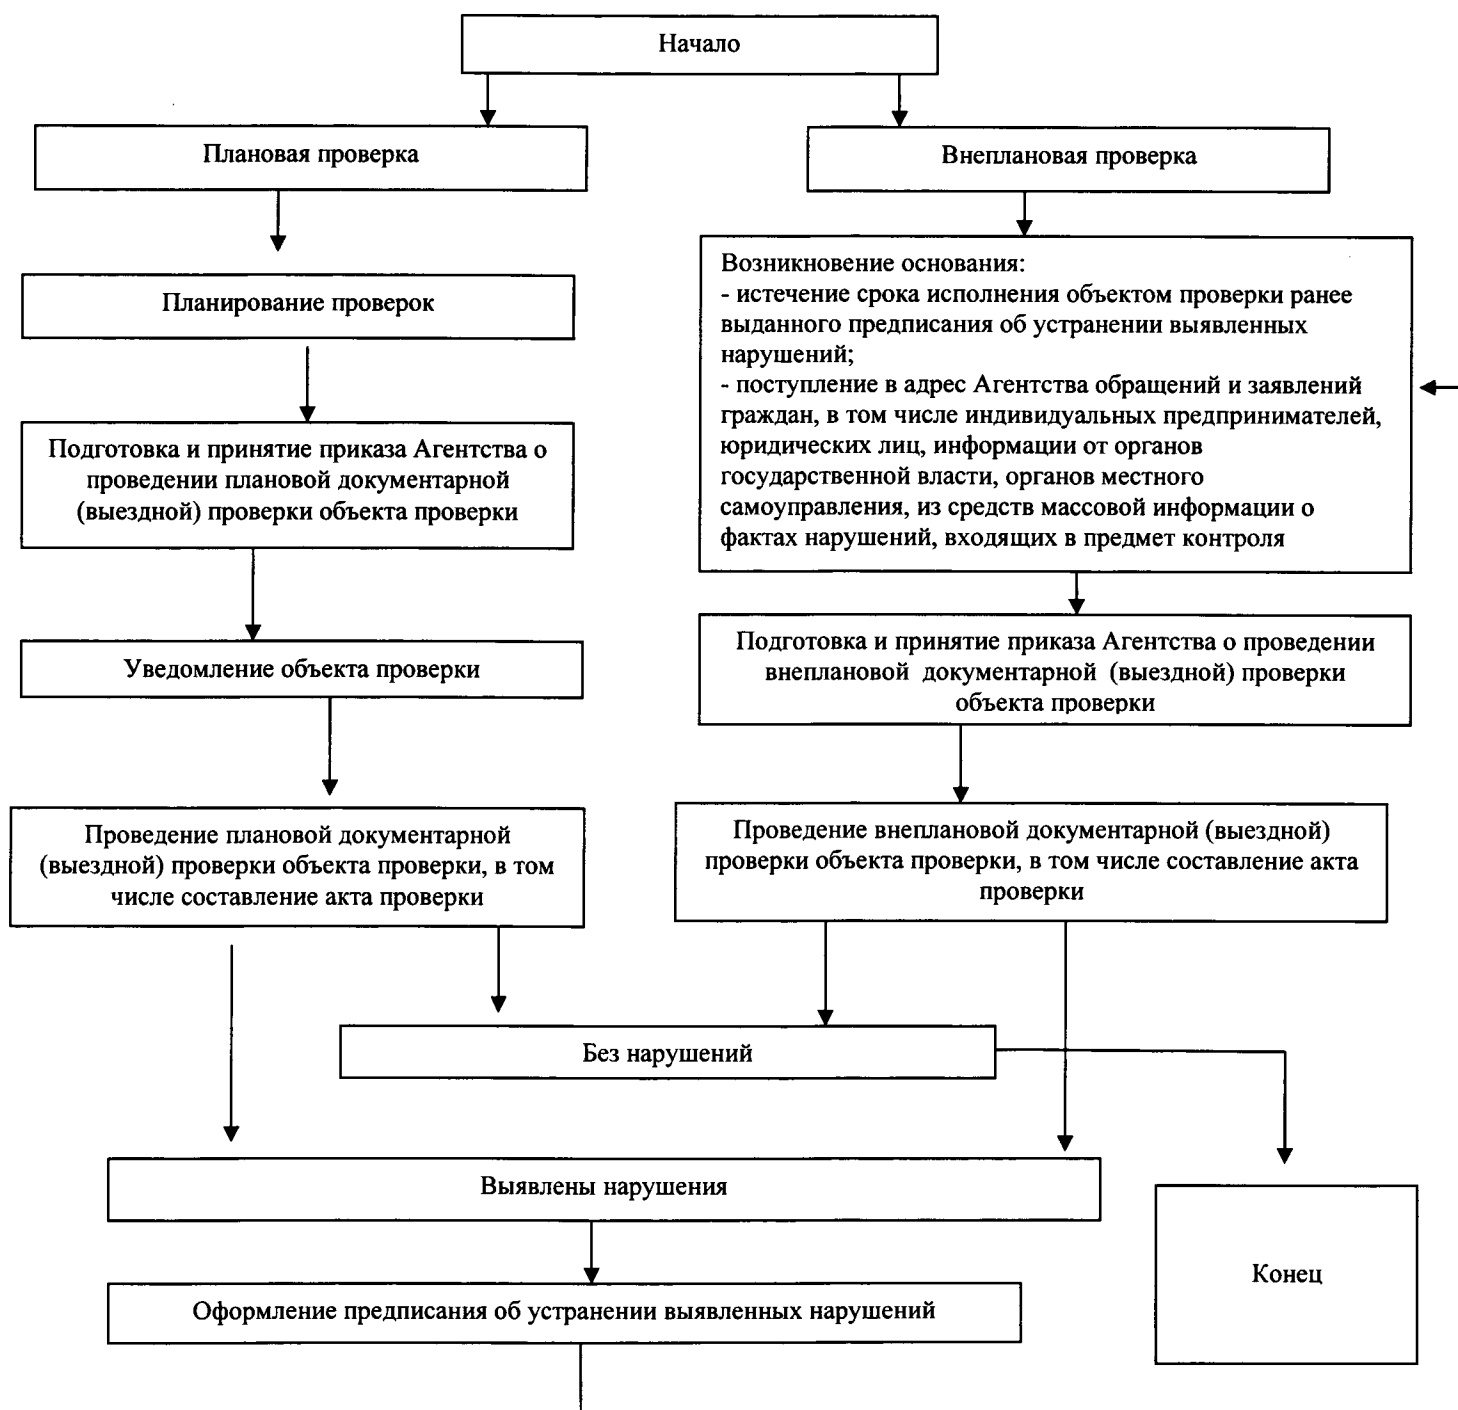 Начало
Плановая проверка
Внеплановая проверка
Планирование проверок
Возникновение основания:
- истечение срока исполнения объектом проверки ранее
выданного предписания об устранении выявленных
нарушений;
- поступление в адрес Агентства обращений и заявлений
граждан, в том числе индивидуальных предпринимателей,
юридических лиц, информации от органов
государственной власти, органов местного
самоуправления, из средств массовой информации о
фактах нарушений, входящих в предмет контроля
Подготовка и принятие приказа Агентства о
проведении плановой документарной
(выездной) проверки объекта проверки
Уведомление объекта проверки
Подготовка и принятие приказа Агентства о проведении
внеплановой документарной (выездной) проверки
объекта проверки
Проведение плановой документарной
(выездной) проверки объекта проверки, в том
числе составление акта проверки
Проведение внеплановой документарной (выездной)
проверки объекта проверки, в том числе составление акта
проверки
Без нарушений
Выявлены нарушения
Конец
Оформление предписания об устранении выявленных нарушений